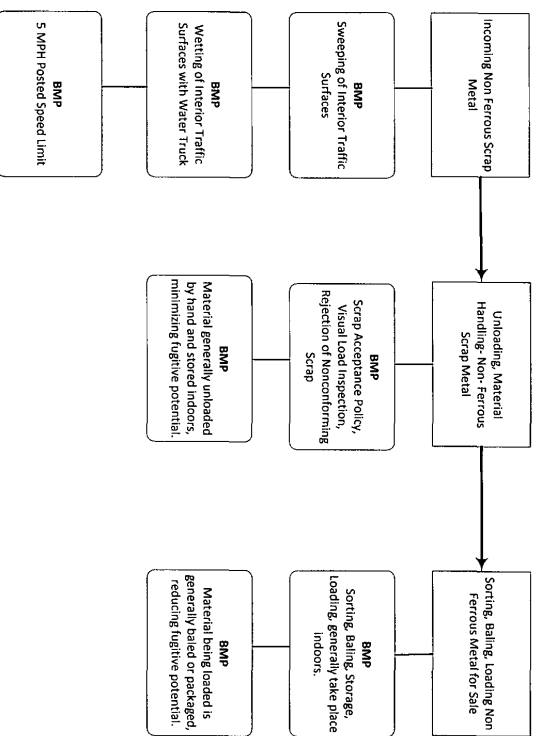 Incoming Non Ferrous Scrap
Metal
BMP
Sweeping of Interior Traffic
Surfaces
BMP
Wetting of Interior Traffic
Surfaces with Water Truck
BMP
5 MPH Posted Speed Limit
Unloading, Material
Handling- Non- Ferrous
Scrap Metal
BMP
Scrap Acceptance Policy,
Visual Load Inspection,
Rejection of Nonconforming
Scrap
BMP
Material generally unloaded
by hand and stored indoors,
minimizing fugitive potential.
Sorting, Baling, Loading Non
Ferrous Metal for Sale
BMP
Sorting, Baling, Storage,
Loading, generally take place
indoors.
BMP
Material being loaded is
generally baled or packaged,
reducing fugitive potential.